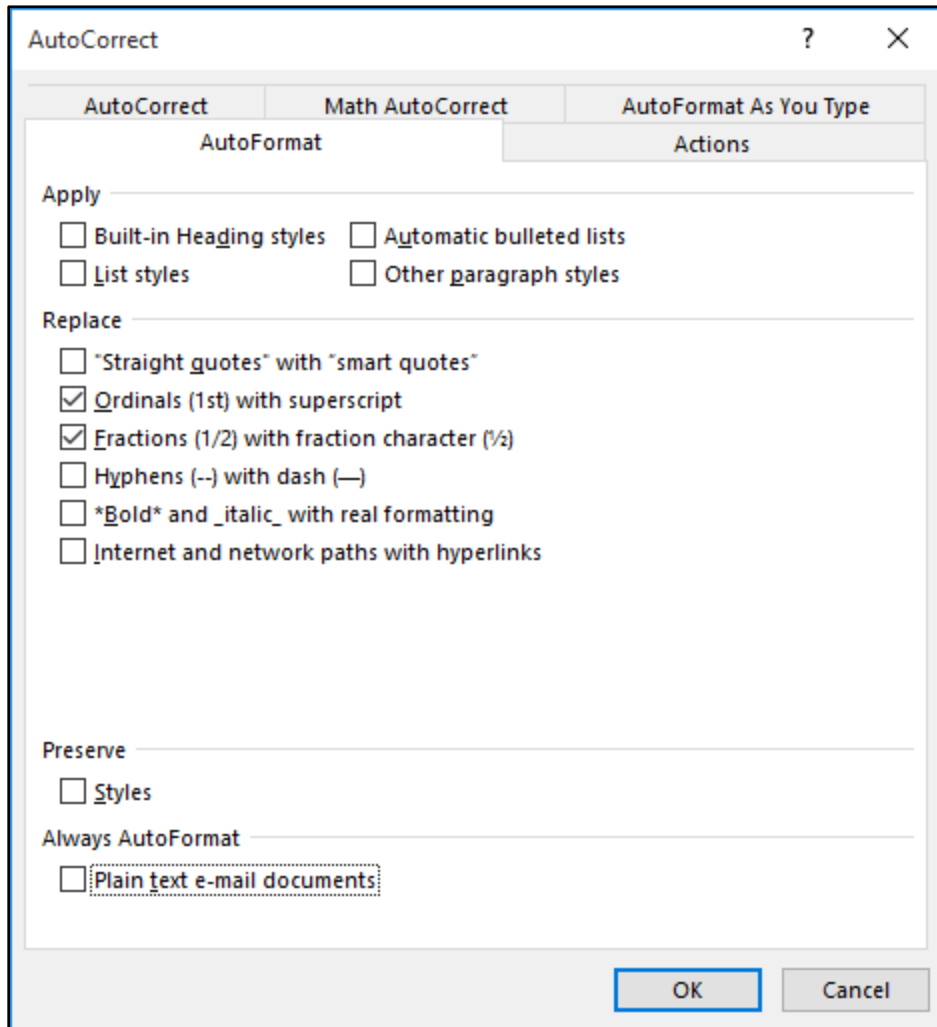 AutoCorrect ?
AutoCorrect Math AutoCorrect AutoFormat As You Type
AutoFormat Actions
Apply
Built-in Heading styles Automatic bulleted lists
List styles Other paragraph styles
Replace
"Straight quotes" with “smart quotes”
Ordinals (1st) with superscript
Fractions (1/2) with fraction character (½)
Hyphens (--) with dash (—)
*Bold* and _italic_ with real formatting
Internet and network paths with hyperlinks
Preserve
Styles
Always AutoFormat
Plain text e-mail documents
OK Cancel